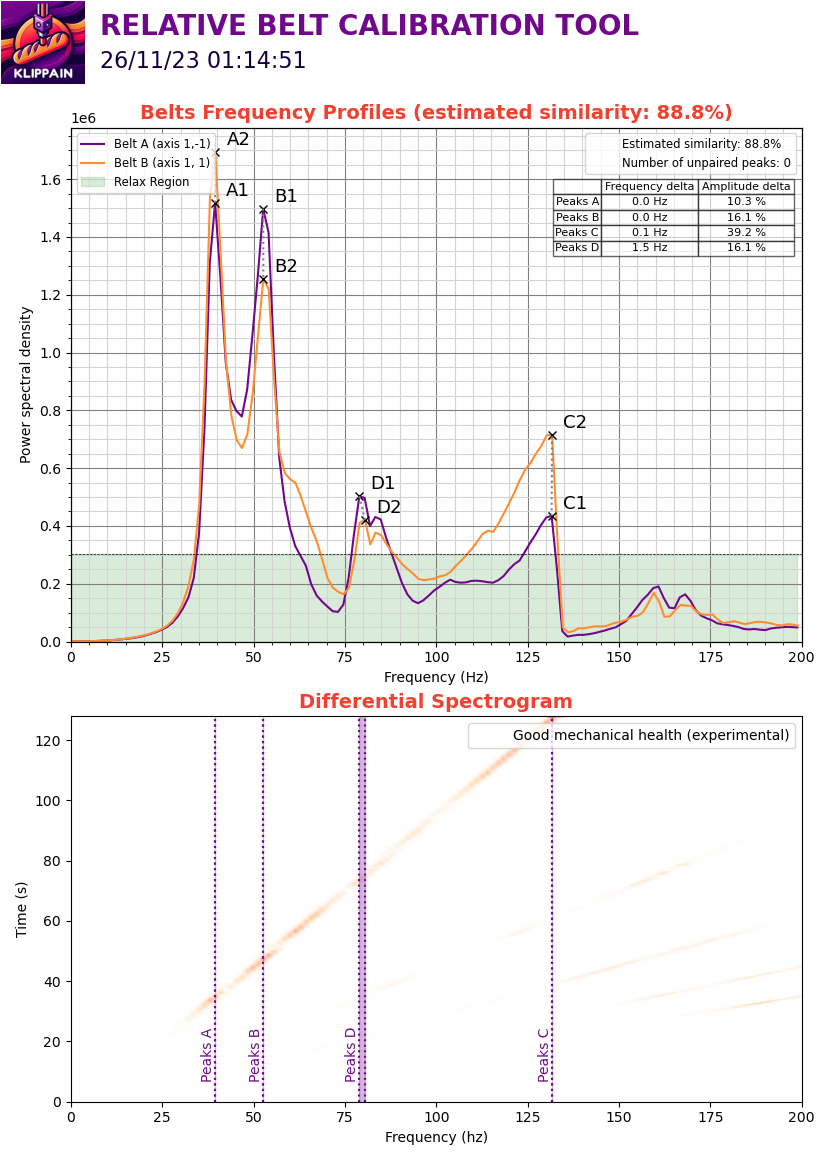 KLIPPAIN
RELATIVE BELT CALIBRATION TOOL
26/11/23 01:14:51
Belts Frequency Profiles (estimated similarity: 88.8%)
1e6
Belt A (axis 1,-1)
Belt B (axis 1, 1)
Relax Region
Estimated similarity: 88.8%
Number of unpaired peaks: 0
Frequency delta Amplitude delta
Peaks A 0.0 Hz 10.3 %
Peaks B 0.0 Hz 16.1 %
Peaks C 0.1 Hz 39.2 %
Peaks D 1.5 Hz 16.1 %
A2
A1
B1
B2
C2
C1
D1
D2
1.6
1.4
1.2
1.0
0.8
0.6
0.4
0.2
0.0
Power spectral density
0 25 50 75 100 125 150 175 200
Frequency (Hz)
Differential Spectrogram
Good mechanical health (experimental)
120
100
80
60
40
20
0
Time (s)
Peaks A
Peaks B
Peaks D
Peaks C
0 25 50 75 100 125 150 175 200
Frequency (hz)